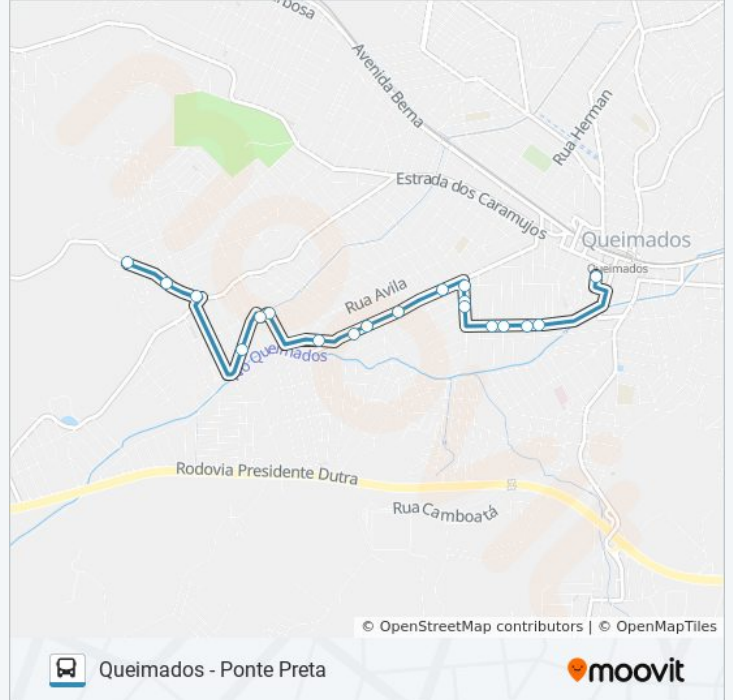 rbosa
Avenida Berna
Rua Herman
Estrada dos Caramujos
Queimados
Queimados
Rua Avila
o Queimados
Rodovia Presidente Dutra
Rua Camboatá
© OpenStreetMap contributors | © OpenMapTiles
Queimados - Ponte Preta
moovit